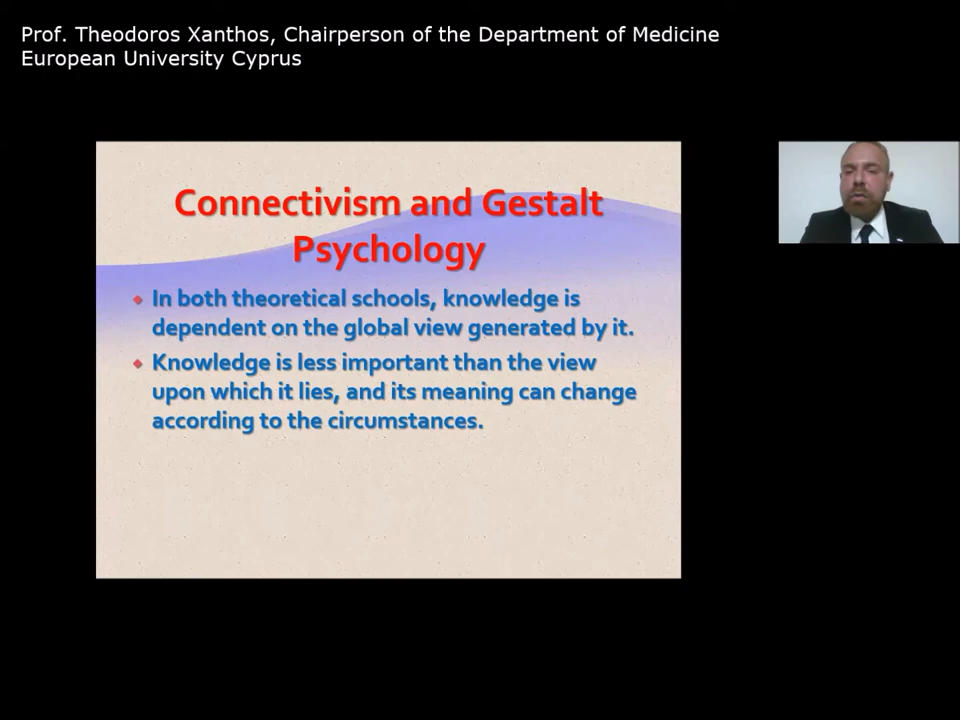 Prof. Theodoros Xanthos, Chairperson of the Department of Medicine
European University Cyprus
Connectivism and Gestalt
Psychology
In both theoretical schools, knowledge is
dependent on the global view generated by it.
Knowledge is less important than the view
upon which it lies, and its meaning can change
according to the circumstances.